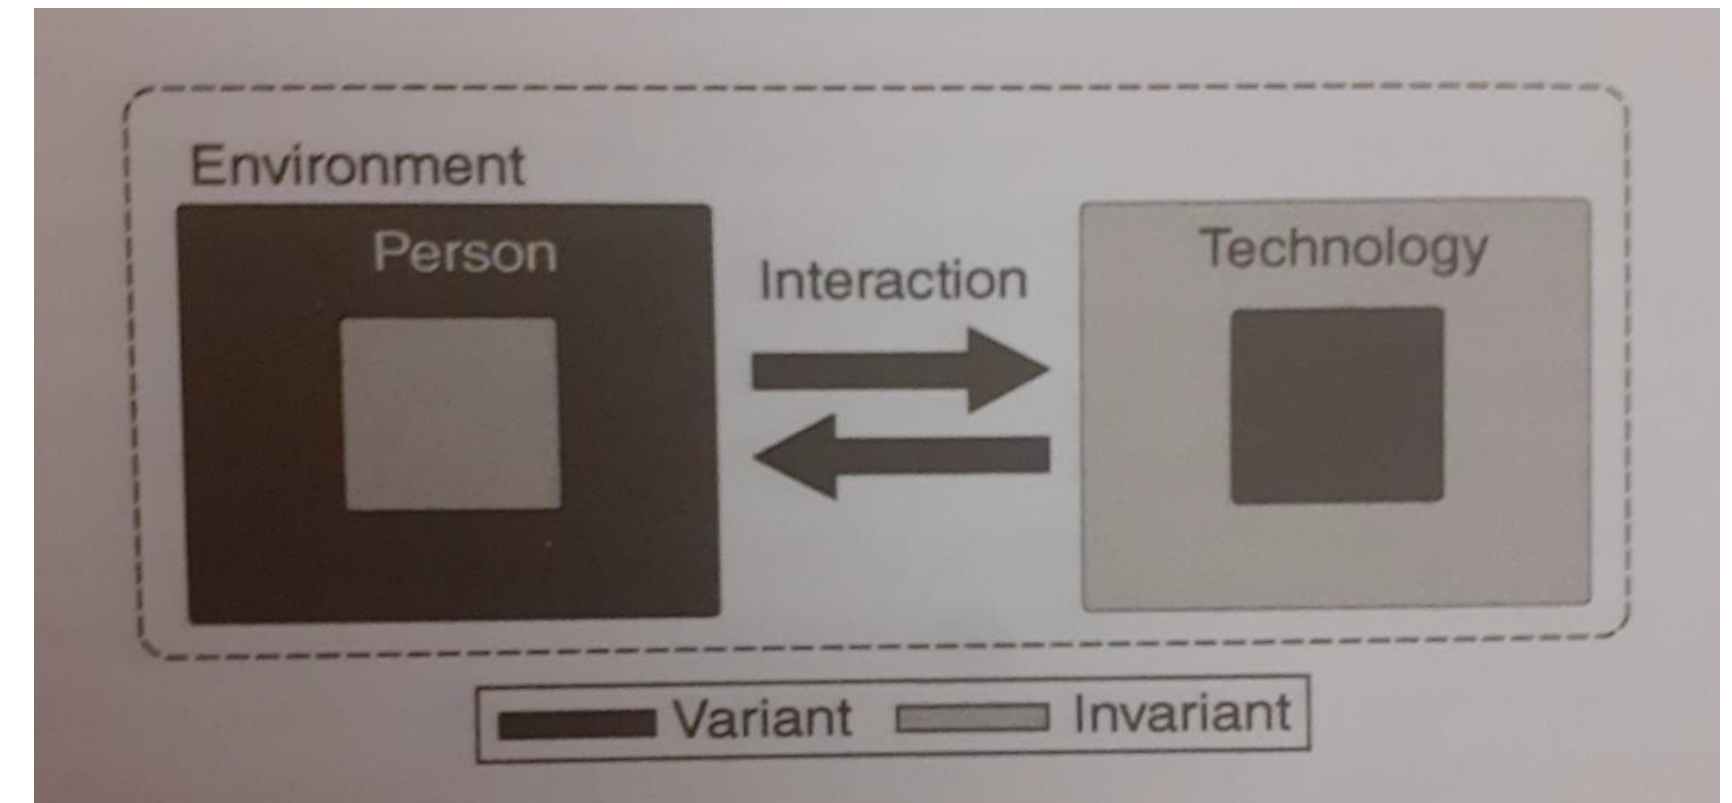 Environment
Person
Interaction
Technology
Variant Invariant